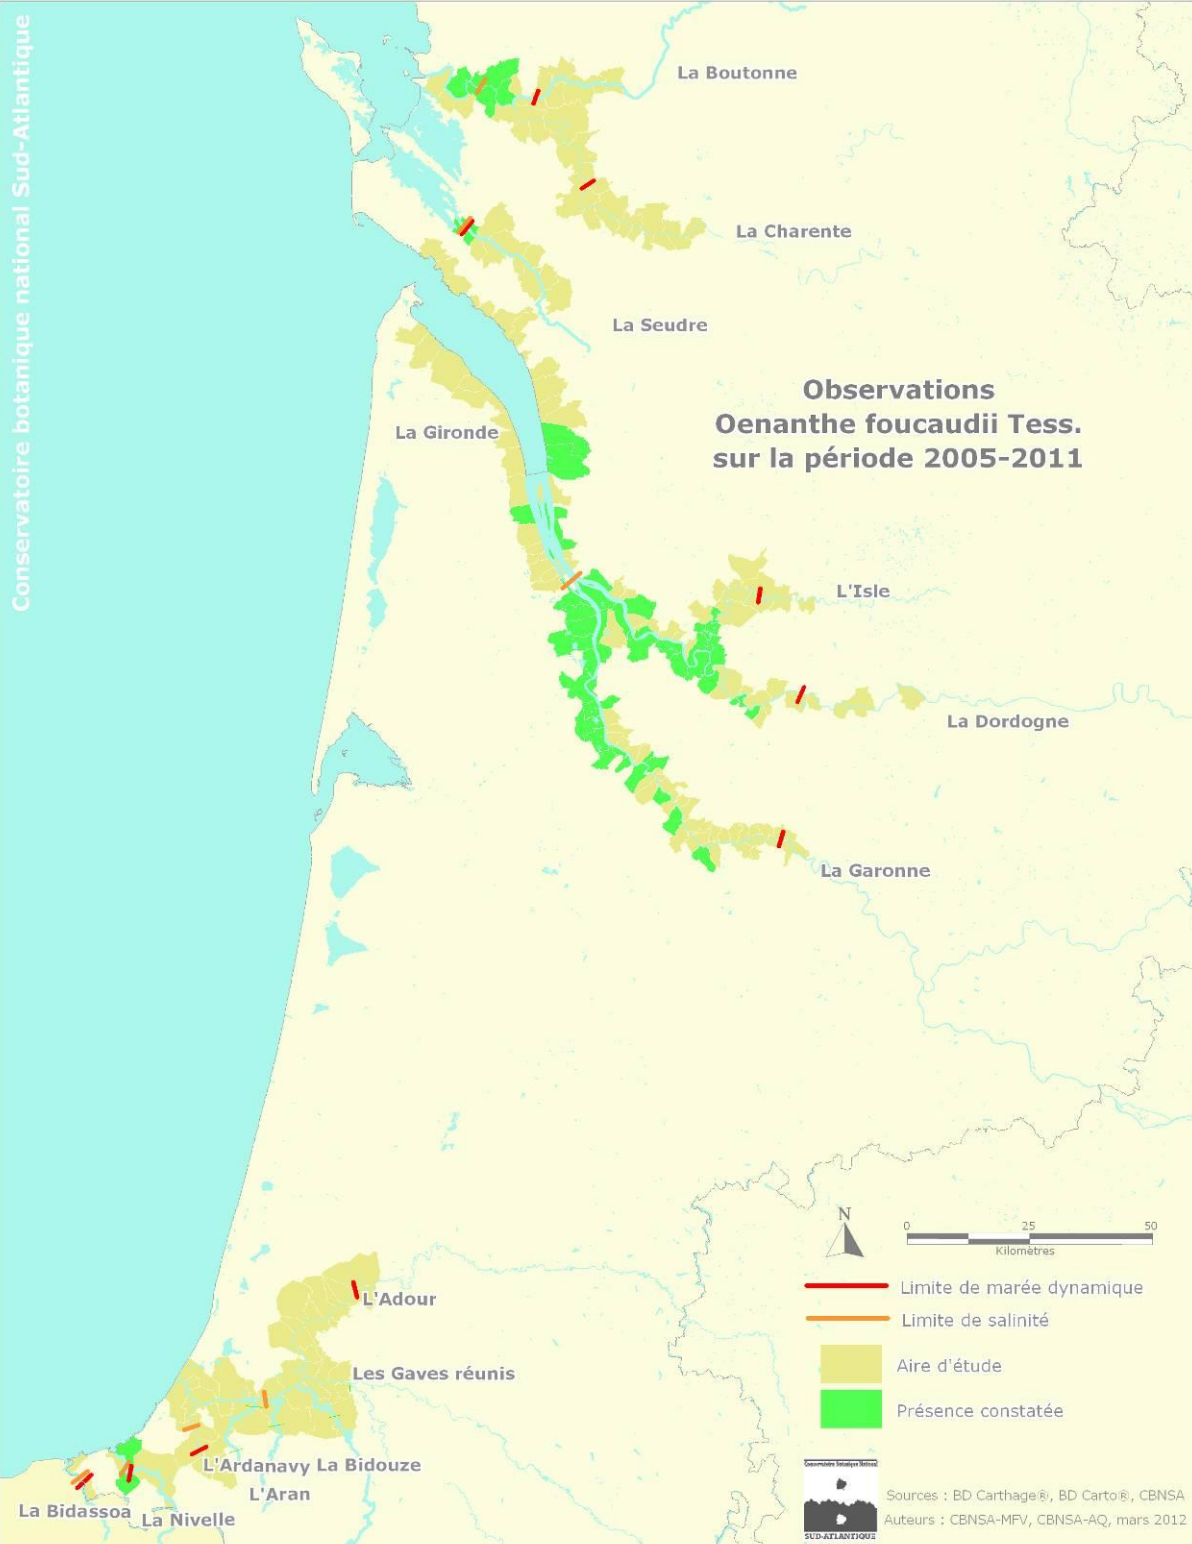 Conservatoire botanique national Sud-Atlantique
La Boutonne
La Charente
La Seudre
Observations
Oenanthe foucaudii Tess.
sur la période 2005-2011
La Gironde
L'Isle
La Dordogne
La Garonne
N
0 25 50
Kilomètres
Limite de marée dynamique
Limite de salinité
Aire d'étude
Présence constatée
L'Adour
Les Gaves réunis
L'Ardanavy La Bidouze
L'Aran
La Bidassoa La Nivelle
Conservatoire Botanique National
SUD-ATLANTIQUE
Sources : BD Carthage®, BD Carto®, CBNSA
Auteurs : CBNSA-MFV, CBNSA-AQ, mars 2012